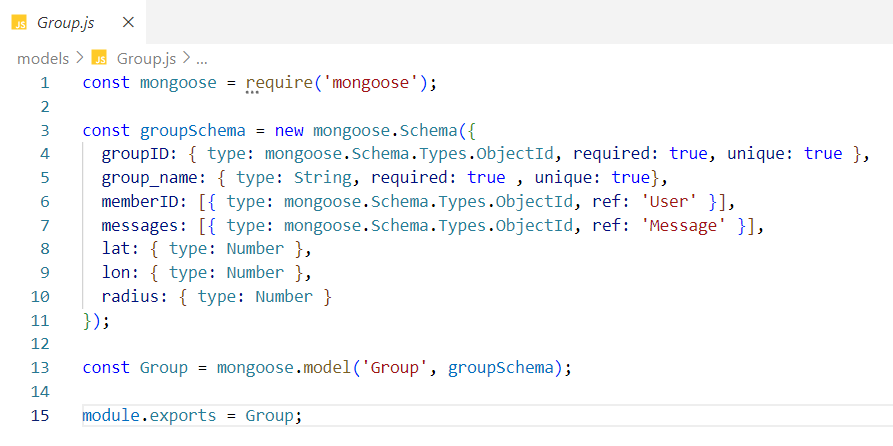 JS Group.js ×
models > JS Group.js > ...
1 const mongoose = require('mongoose');
2
3 const groupSchema = new mongoose.Schema({
4 groupID: { type: mongoose.Schema.Types.ObjectId, required: true, unique: true },
5 group_name: { type: String, required: true , unique: true},
6 memberID: [{ type: mongoose.Schema.Types.ObjectId, ref: 'User' }],
7 messages: [{ type: mongoose.Schema.Types.ObjectId, ref: 'Message' }],
8 lat: { type: Number },
9 lon: { type: Number },
10 radius: { type: Number }
11 });
12
13 const Group = mongoose.model('Group', groupSchema);
14
15 module.exports = Group;